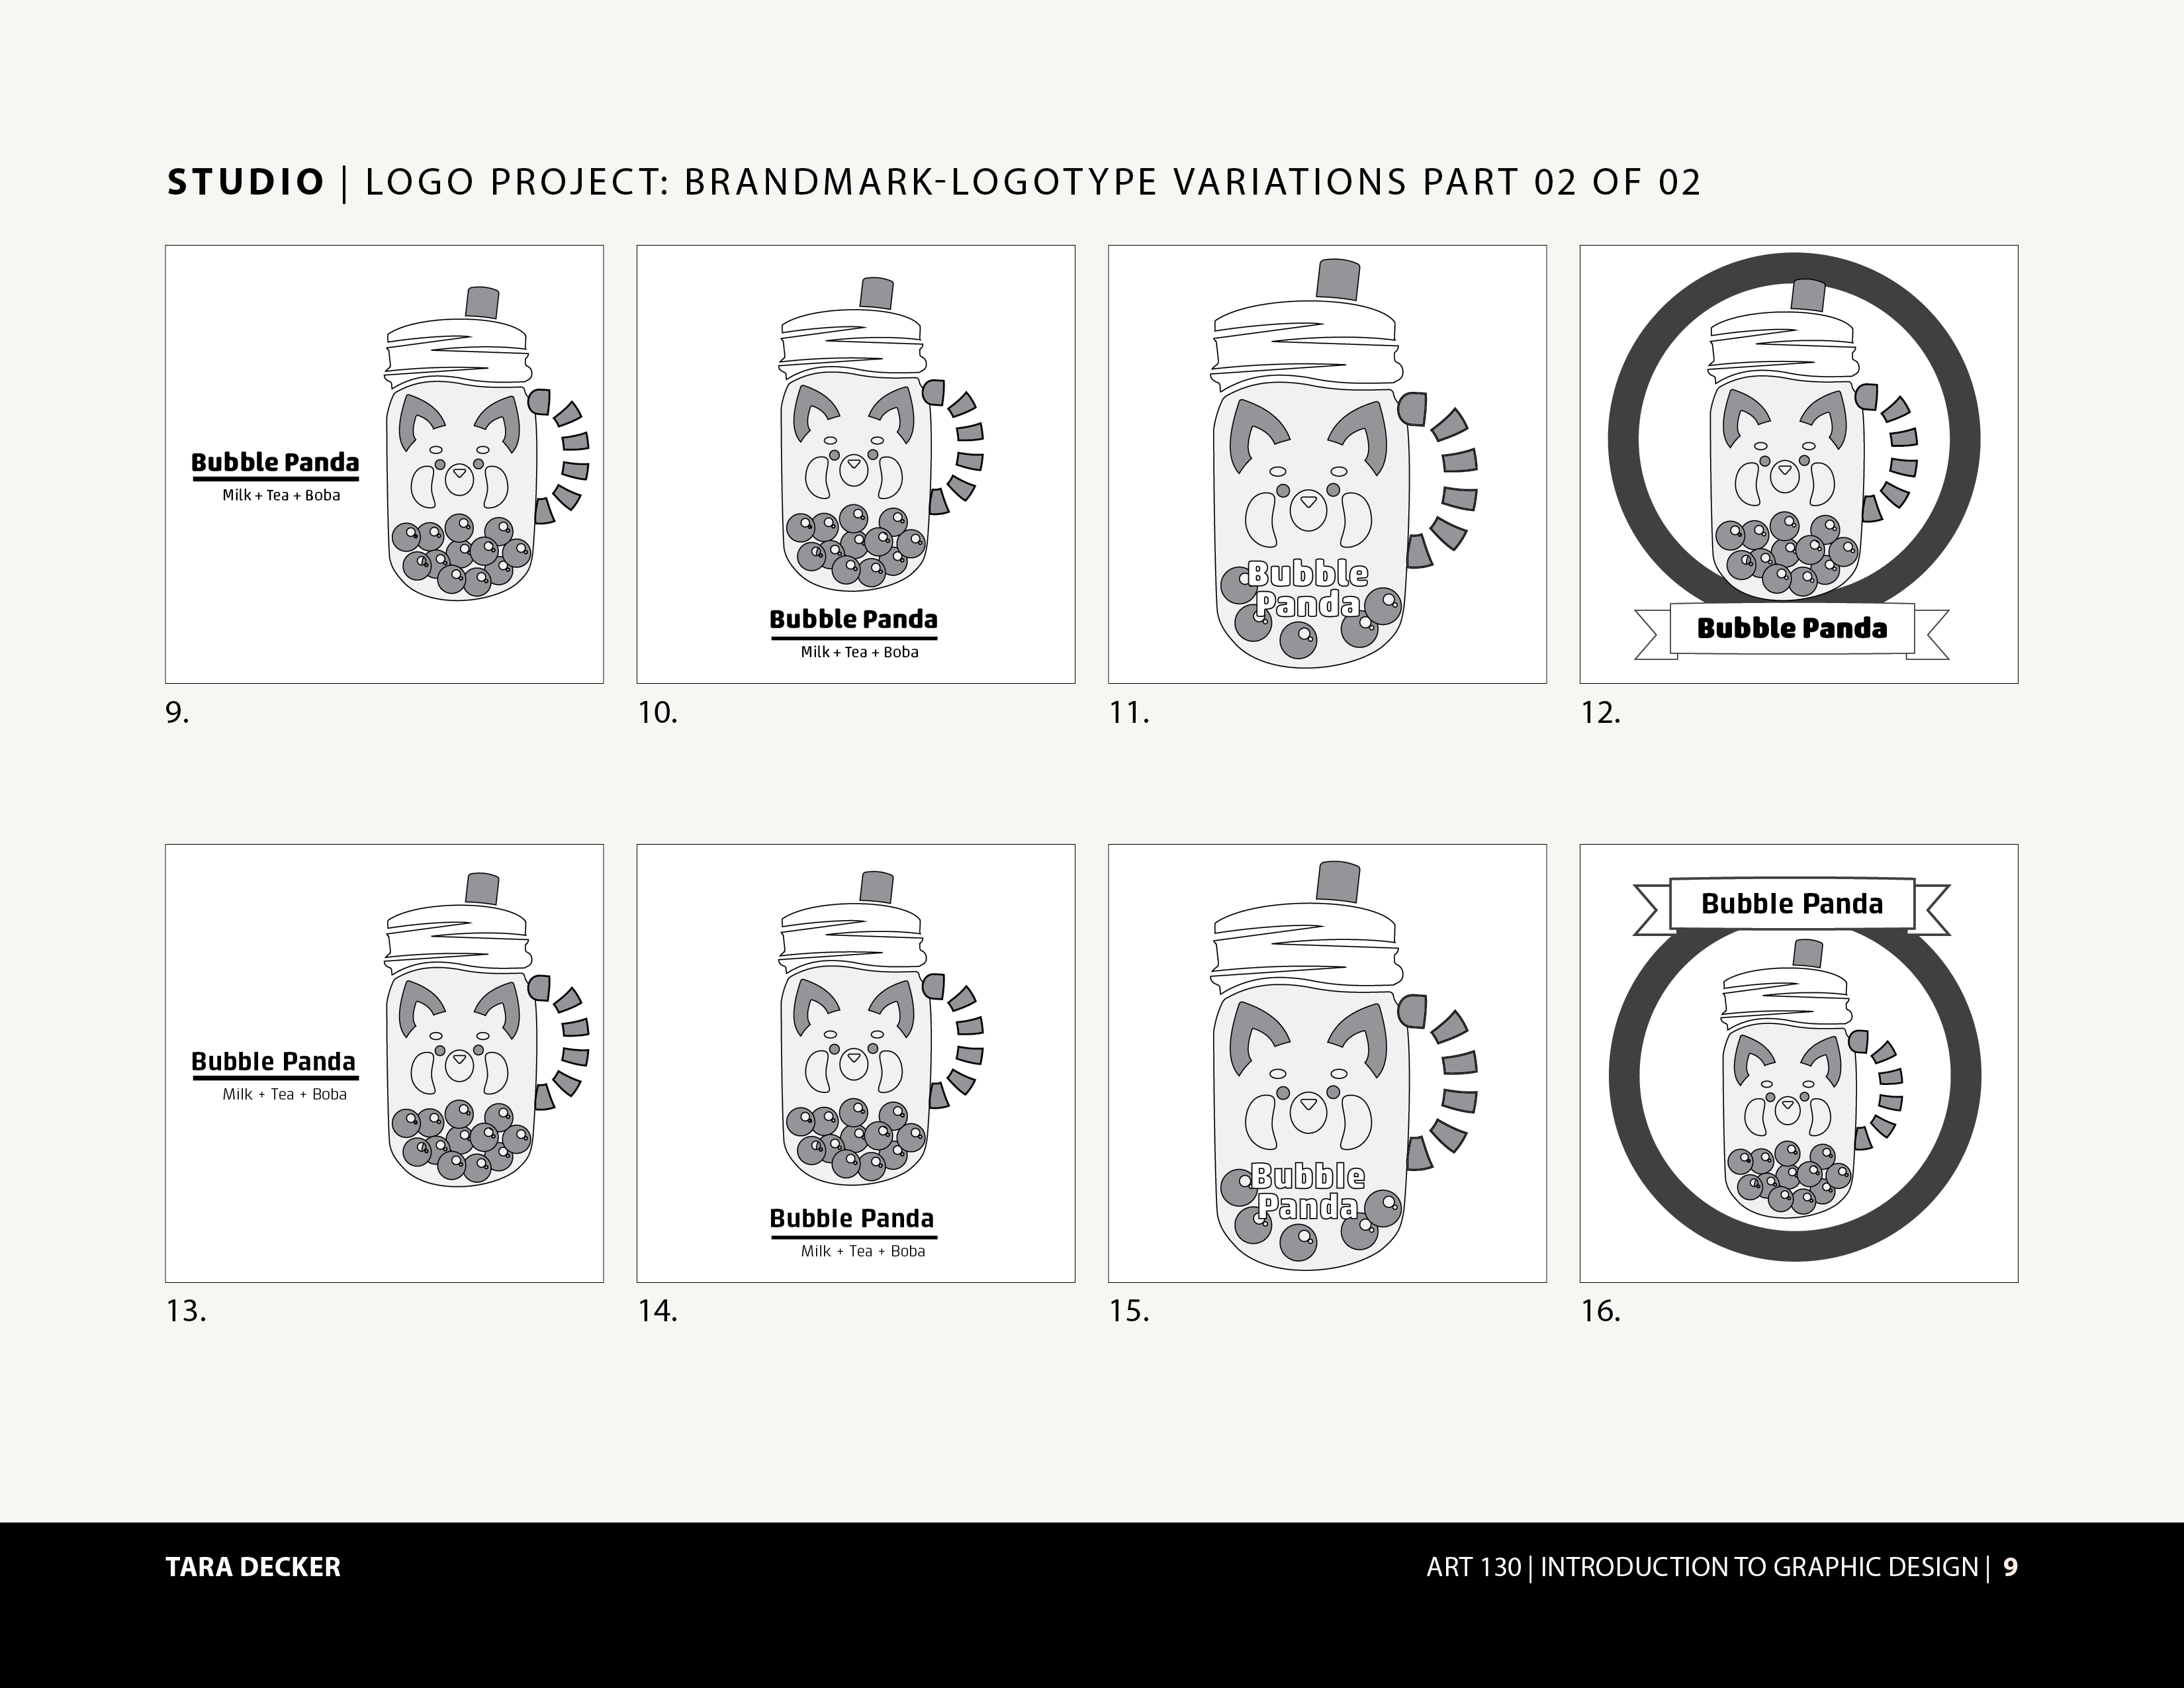 STUDIO | LOGO PROJECT: BRANDMARK-LOGOTYPE VARIATIONS PART 02 OF 02
Bubble Panda
Milk + Tea + Boba
9.
Bubble Panda
Milk + Tea + Boba
10.
Bubble
Panda
11.
Bubble Panda
12.
Bubble Panda
Milk + Tea + Boba
13.
Bubble Panda
Milk + Tea + Boba
14.
Bubble
Panda
15.
Bubble Panda
16.
TARA DECKER
ART 130 | INTRODUCTION TO GRAPHIC DESIGN | 9